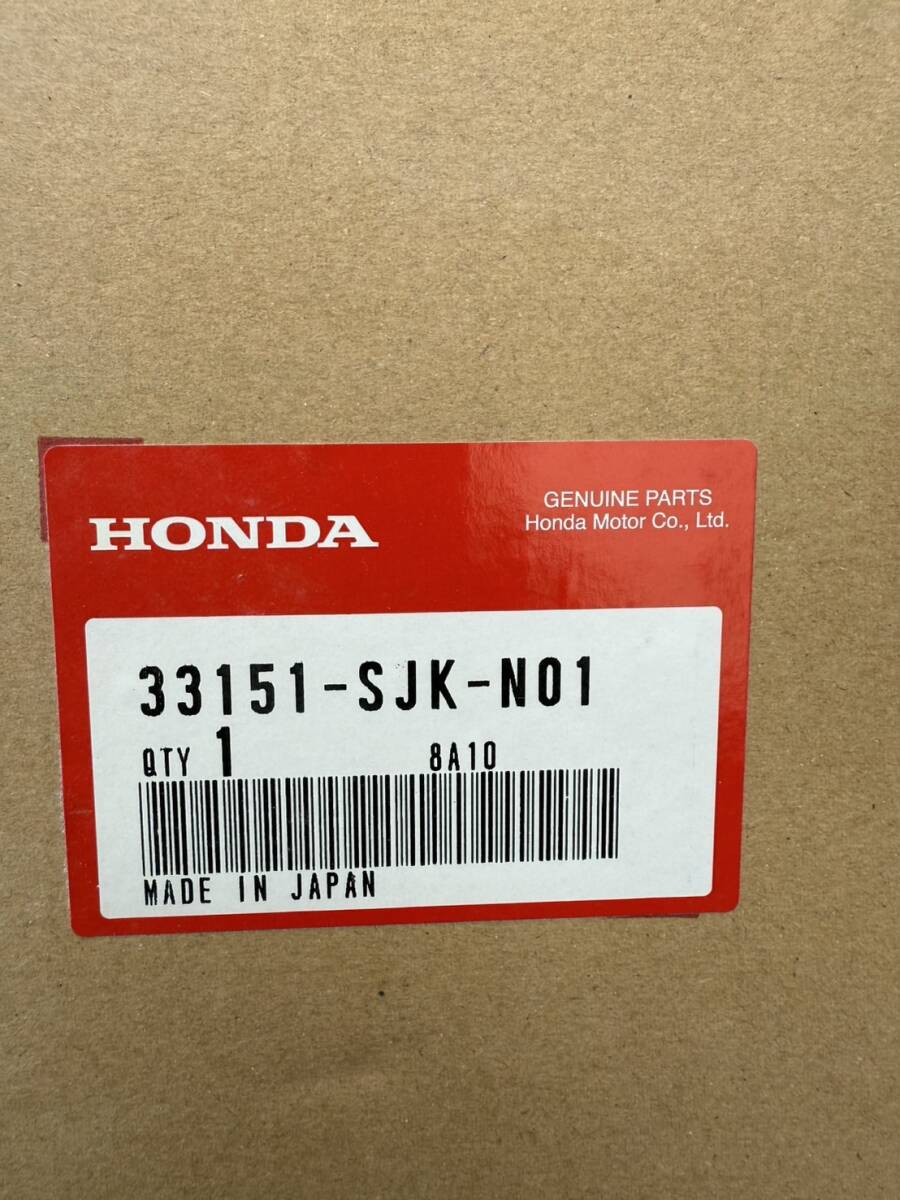 HONDA
GENUINE PARTS
Honda Motor Co., Ltd.
33151-SJK-N01
QTY 1 8A10
MADE IN JAPAN